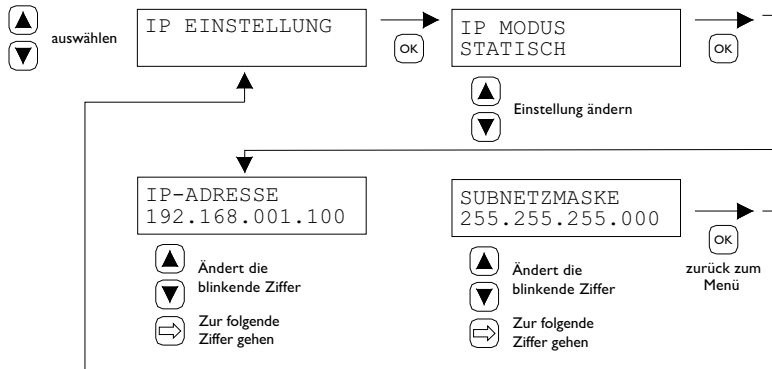 auswählen
IP EINSTELLUNG
OK
IP MODUS
STATISCH
OK
Einstellung ändern
IP-ADRESSE
192.168.001.100
Ändert die
blinkende Ziffer
Zur folgende
Ziffer gehen
SUBNETZMASKE
255.255.255.000
Ändert die
blinkende Ziffer
Zur folgende
Ziffer gehen
OK
zurück zum
Menü